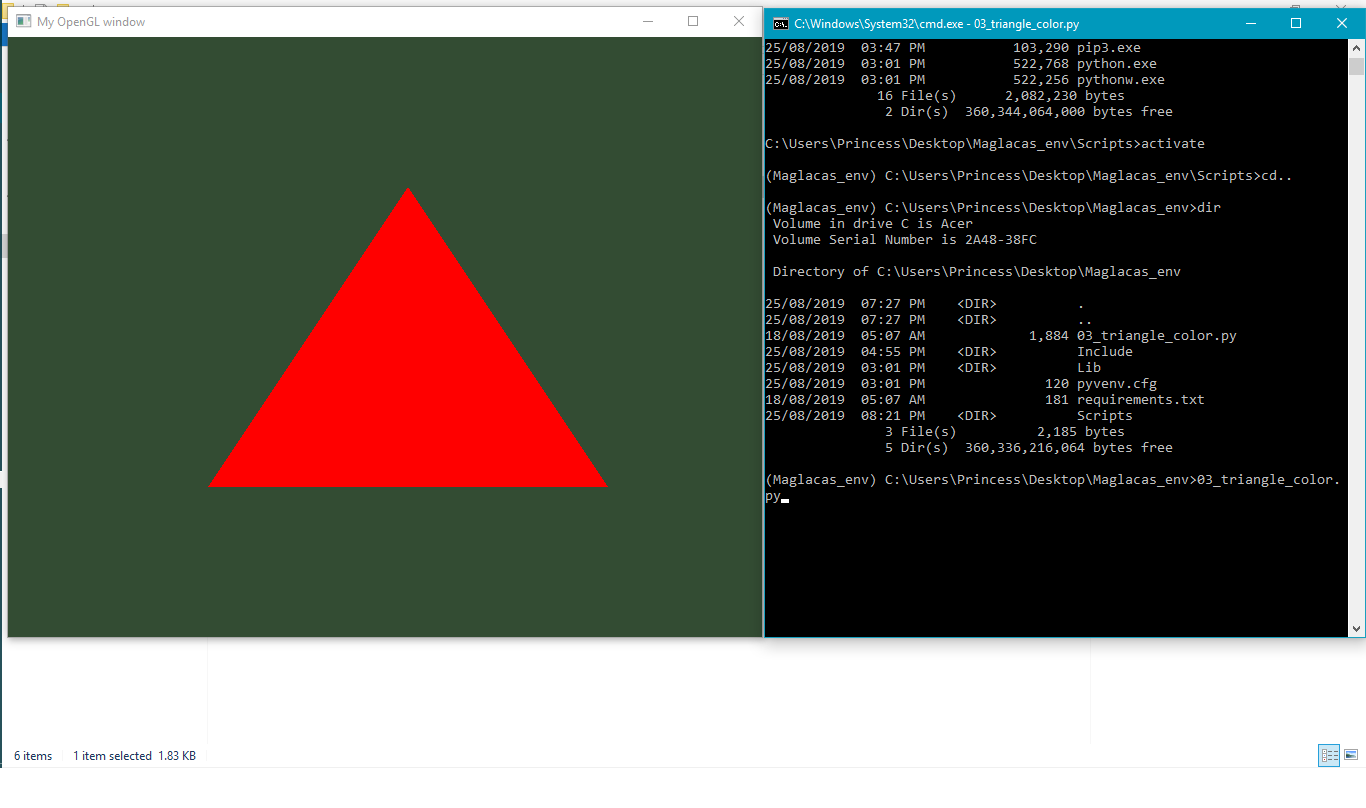 My OpenGL window
C:\Windows\System32\cmd.exe - 03_triangle_color.py
25/08/2019  03:47 PM           103,290 pip3.exe
25/08/2019  03:01 PM           522,768 python.exe
25/08/2019  03:01 PM           522,256 pythonw.exe
              16 File(s)      2,082,230 bytes
               2 Dir(s)  360,344,064,000 bytes free
C:\Users\Princess\Desktop\Maglacas_env\Scripts>activate
(Maglacas_env) C:\Users\Princess\Desktop\Maglacas_env\Scripts>cd..
(Maglacas_env) C:\Users\Princess\Desktop\Maglacas_env>dir
 Volume in drive C is Acer
 Volume Serial Number is 2A48-38FC
 Directory of C:\Users\Princess\Desktop\Maglacas_env
25/08/2019  07:27 PM    <DIR>          .
25/08/2019  07:27 PM    <DIR>          ..
18/08/2019  05:07 AM             1,884 03_triangle_color.py
25/08/2019  04:55 PM    <DIR>          Include
25/08/2019  03:01 PM    <DIR>          Lib
25/08/2019  03:01 PM               120 pyvenv.cfg
18/08/2019  05:07 AM               181 requirements.txt
25/08/2019  08:21 PM    <DIR>          Scripts
               3 File(s)          2,185 bytes
               5 Dir(s)  360,336,216,064 bytes free
(Maglacas_env) C:\Users\Princess\Desktop\Maglacas_env>03_triangle_color.
py
6 items
1 item selected  1.83 KB